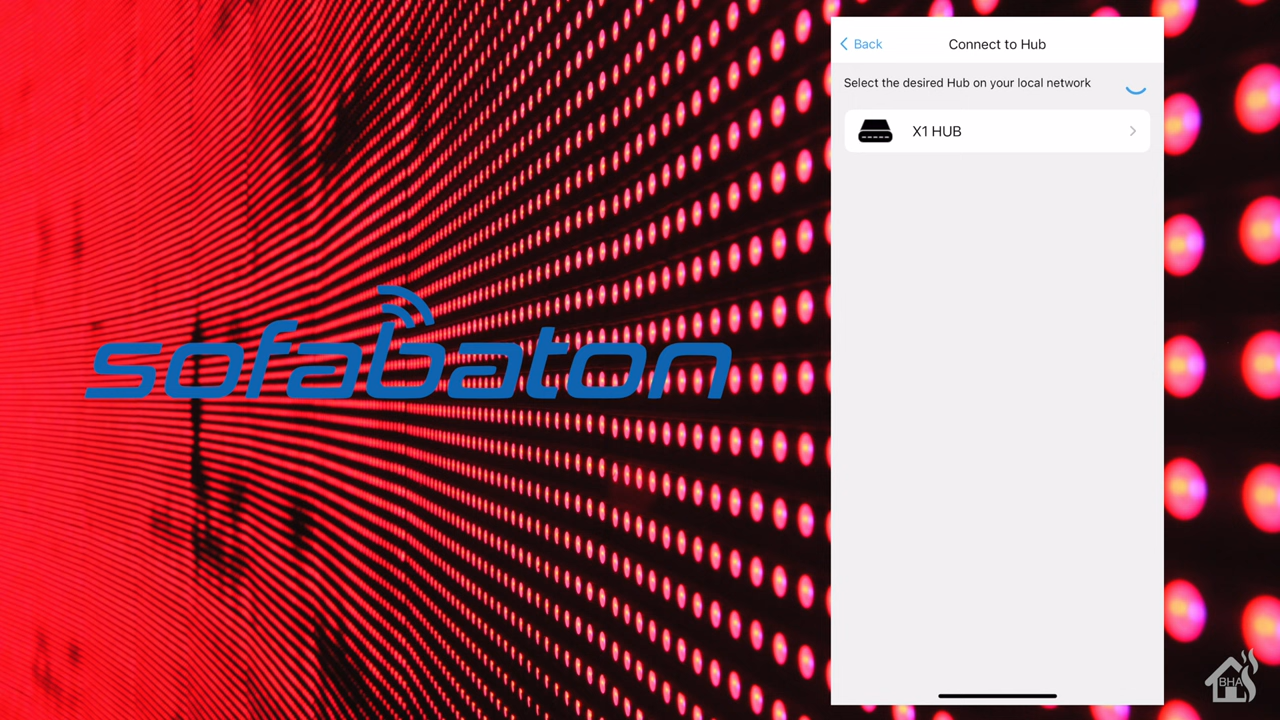 sofabaton
Back
Connect to Hub
Select the desired Hub on your local network
X1 HUB
BHA